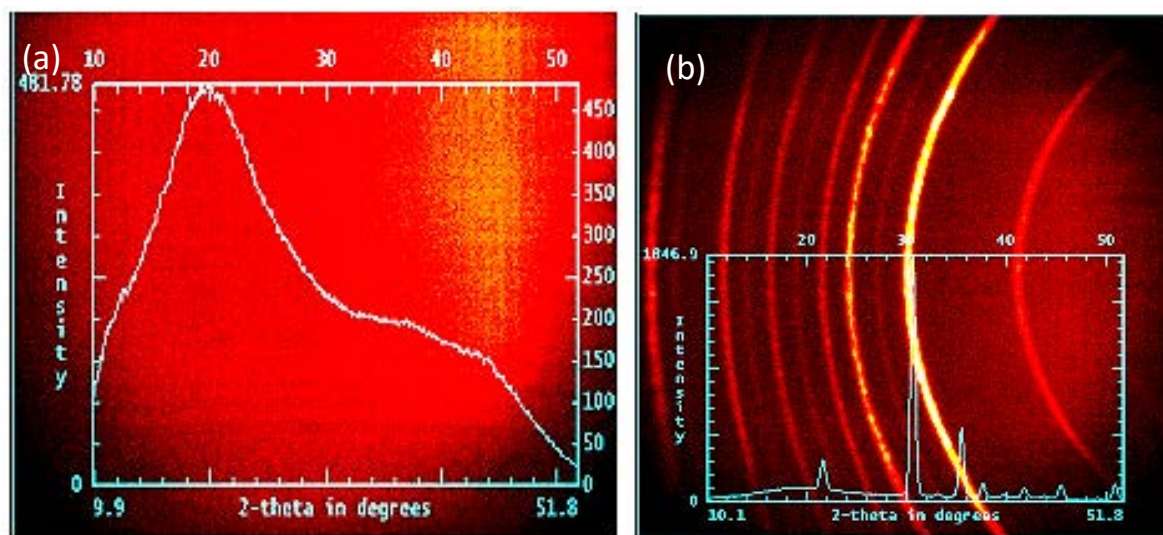 (a)
10 20 30 40 50
481.78
450
400
350
300
250
200
150
100
50
0
0
Intensity
9.9 2-theta in degrees 51.8
(b)
20 30 40 50
1846.9
Intensity
0
10.1 2-theta in degrees 51.8